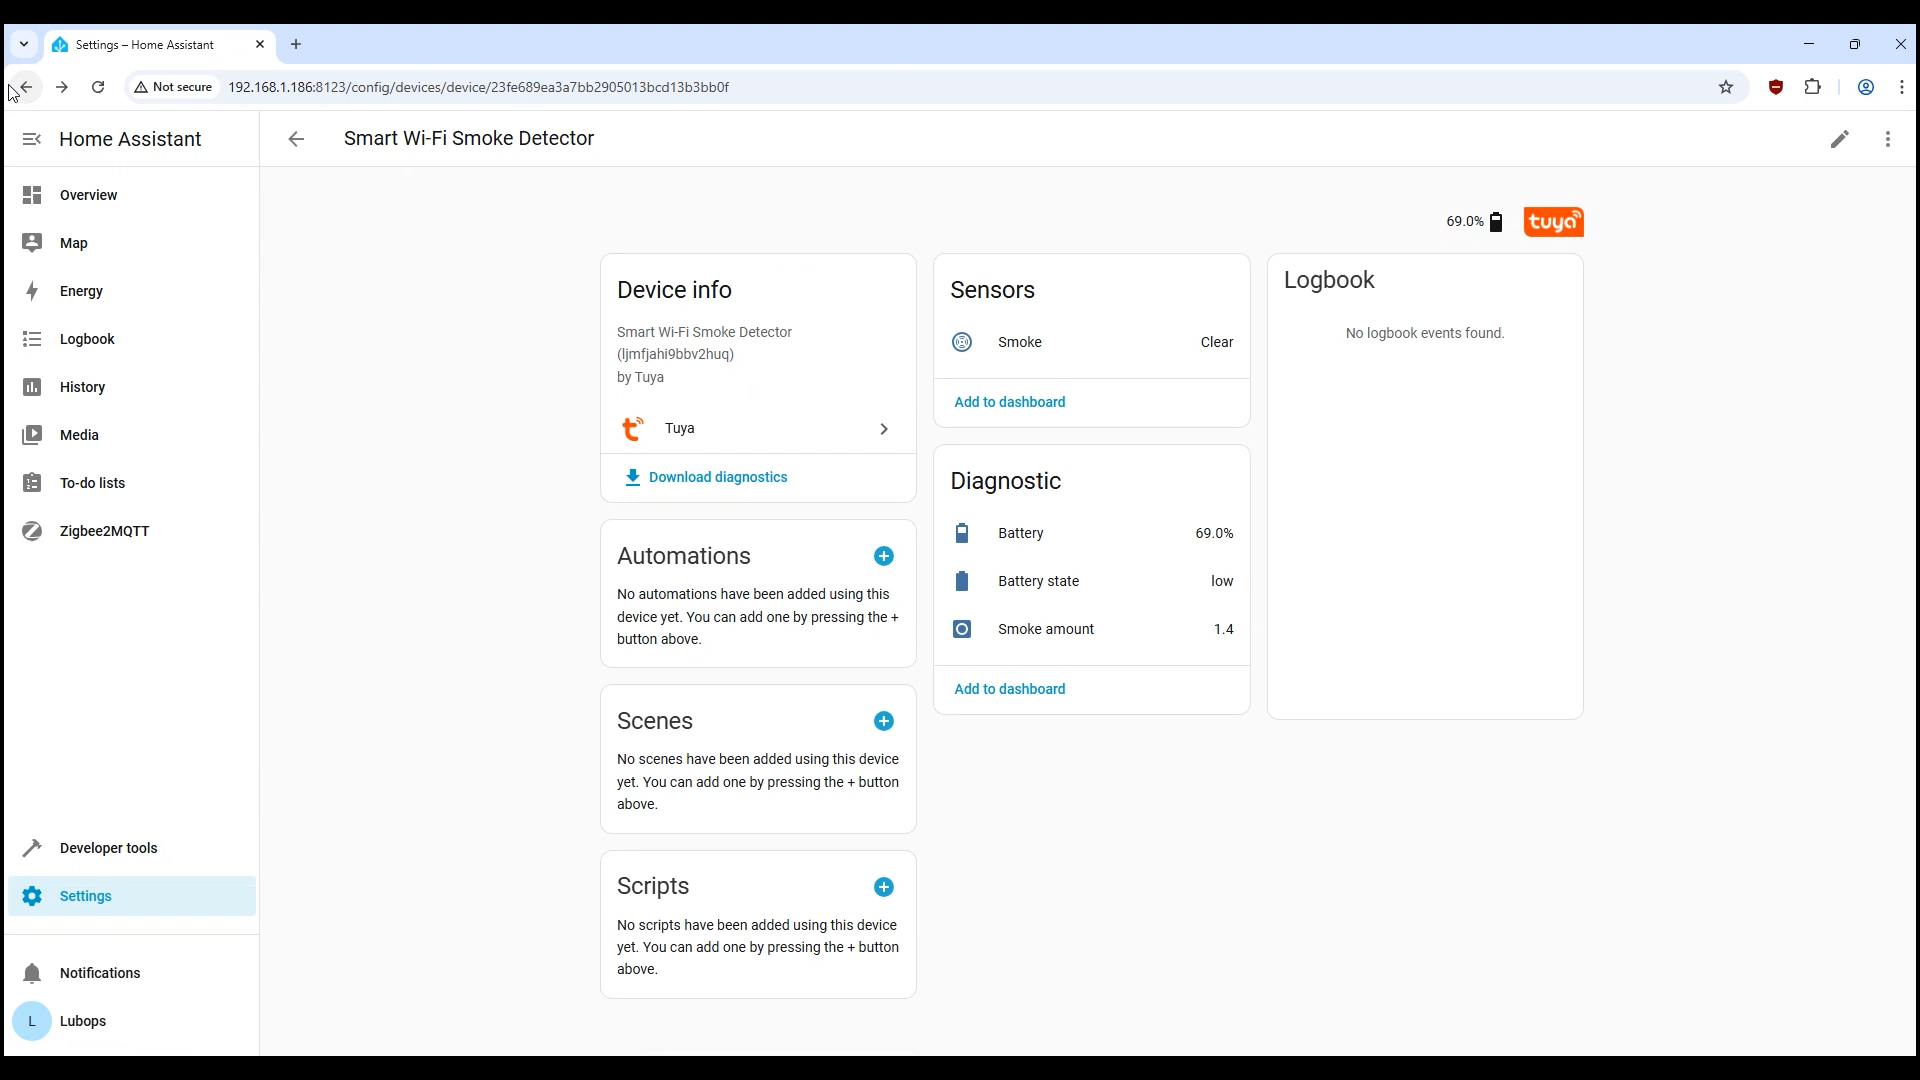 Settings – Home Assistant
Not secure
192.168.1.186:8123/config/devices/device/23fe689ea3a7bb2905013bcd13b3bb0f
Home Assistant
Smart Wi-Fi Smoke Detector
Overview
Map
Energy
Logbook
History
Media
To-do lists
Zigbee2MQTT
Developer tools
Settings
Notifications
L
Lubops
69.0%
tuya
Device info
Smart Wi-Fi Smoke Detector
(ljmfjahi9bbv2huq)
by Tuya
Tuya
Download diagnostics
Automations
No automations have been added using this
device yet. You can add one by pressing the +
button above.
Scenes
No scenes have been added using this device
yet. You can add one by pressing the + button
above.
Scripts
No scripts have been added using this device
yet. You can add one by pressing the + button
above.
Sensors
Smoke Clear
Add to dashboard
Diagnostic
Battery 69.0%
Battery state low
Smoke amount 1.4
Add to dashboard
Logbook
No logbook events found.